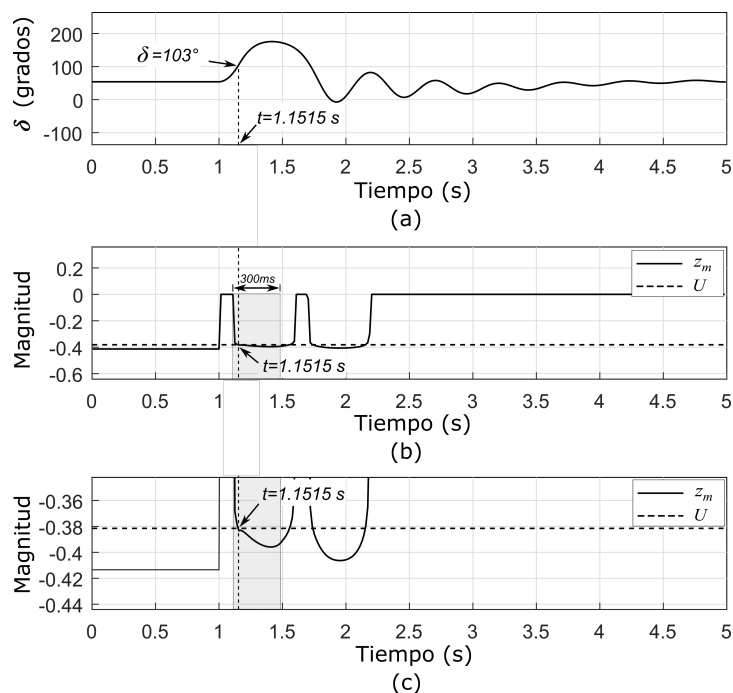 200
100
0
-100
δ (grados)
δ=103°
t=1.1515 s
0 0.5 1 1.5 2 2.5 3 3.5 4 4.5 5
Tiempo (s)
(a)
0.2
0
-0.2
-0.4
-0.6
Magnitud
300ms
t=1.1515 s
z_m
U
0 0.5 1 1.5 2 2.5 3 3.5 4 4.5 5
Tiempo (s)
(b)
-0.36
-0.38
-0.4
-0.42
-0.44
Magnitud
t=1.1515 s
z_m
U
0 0.5 1 1.5 2 2.5 3 3.5 4 4.5 5
Tiempo (s)
(c)